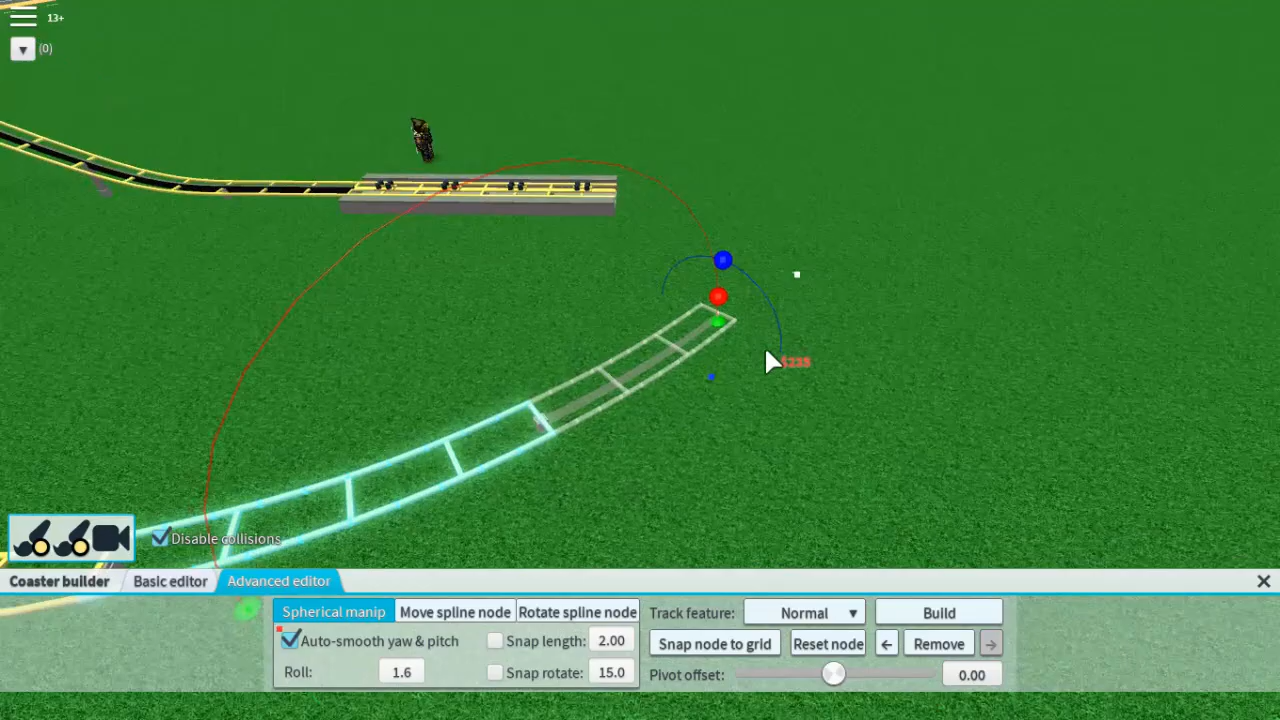 13+
(0)
$22$
Disable collisions
Coaster builder Basic editor Advanced editor
Spherical manip Move spline node Rotate spline node Track feature: Normal Build
Auto-smooth yaw & pitch Snap length: 2.00 Snap node to grid Reset node ← Remove →
Roll: 1.6 Snap rotate: 15.0 Pivot offset: 0.00